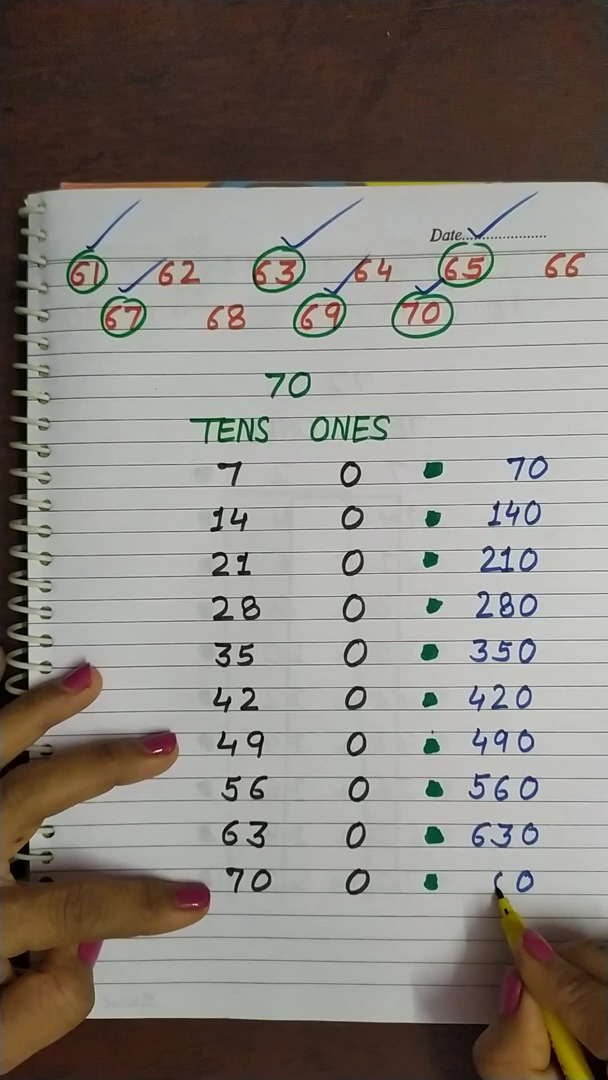 Date....................
61 62 63 64 65 66
67 68 69 70
70
TENS ONES
7 0 70
14 0 140
21 0 210
28 0 280
35 0 350
42 0 420
49 0 490
56 0 560
63 0 630
70 0 0